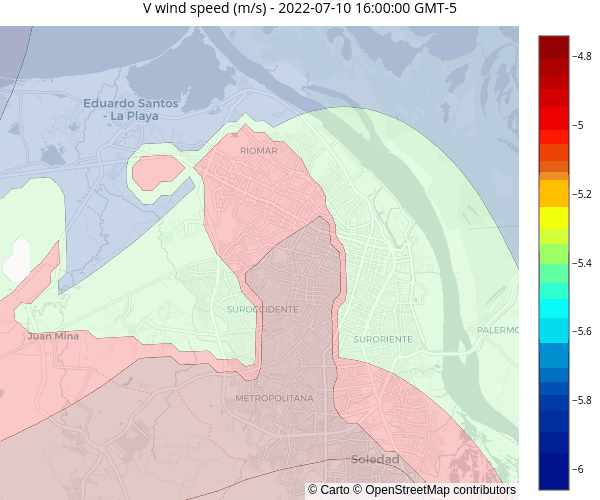 V wind speed (m/s) - 2022-07-10 16:00:00 GMT-5
Eduardo Santos
- La Playa
RIOMAR
SUROCCIDENTE
Juan Mina
SURORIENTE
PALERMO
METROPOLITANA
Soledad
© Carto © OpenStreetMap contributors
−4.8
−5
−5.2
−5.4
−5.6
−5.8
−6